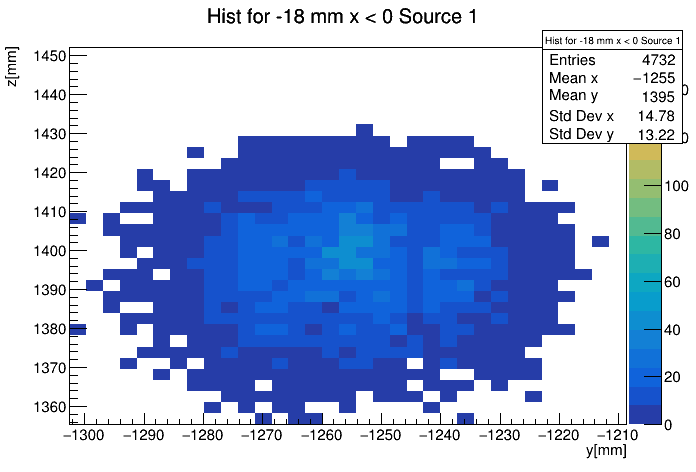 Hist for -18 mm x < 0 Source 1
z[mm]
Hist for -18 mm x < 0 Source 1
Entries 4732
Mean x −1255
Mean y 1395
Std Dev x 14.78
Std Dev y 13.22
1450
1440
1430
1420
1410
1400
1390
1380
1370
1360
−1300 −1290 −1280 −1270 −1260 −1250 −1240 −1230 −1220 −1210
y[mm]
100
80
60
40
20
0